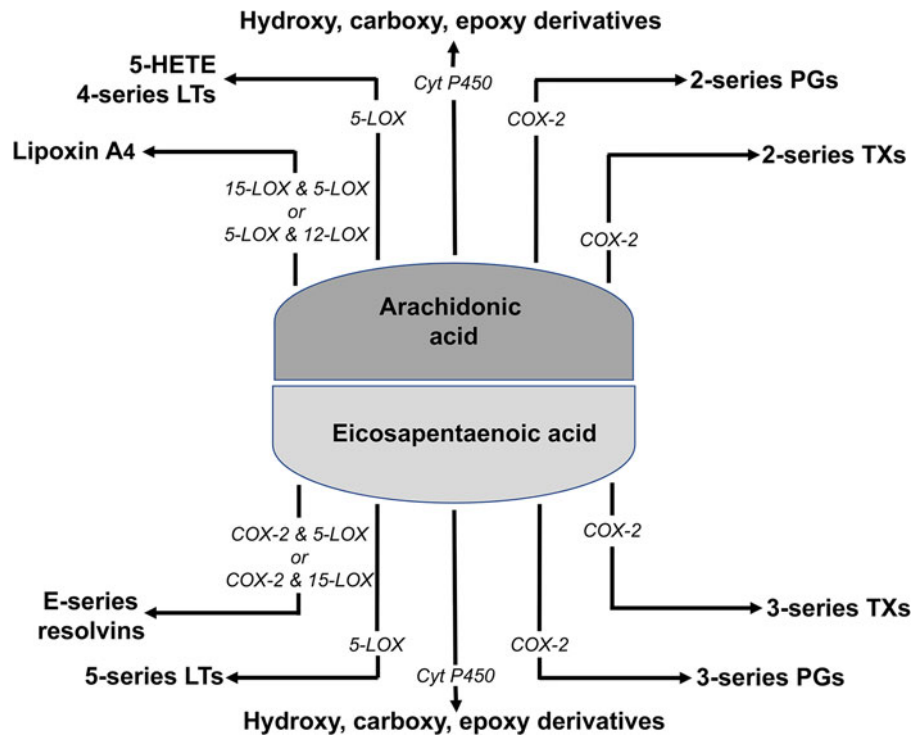 Hydroxy, carboxy, epoxy derivatives
5-HETE
4-series LTs
Cyt P450
2-series PGs
5-LOX
COX-2
Lipoxin A4
2-series TXs
15-LOX & 5-LOX
or
5-LOX & 12-LOX
COX-2
Arachidonic
acid
Eicosapentaenoic acid
COX-2 & 5-LOX
or
COX-2 & 15-LOX
COX-2
E-series
resolvins
3-series TXs
5-LOX
COX-2
5-series LTs
Cyt P450
3-series PGs
Hydroxy, carboxy, epoxy derivatives